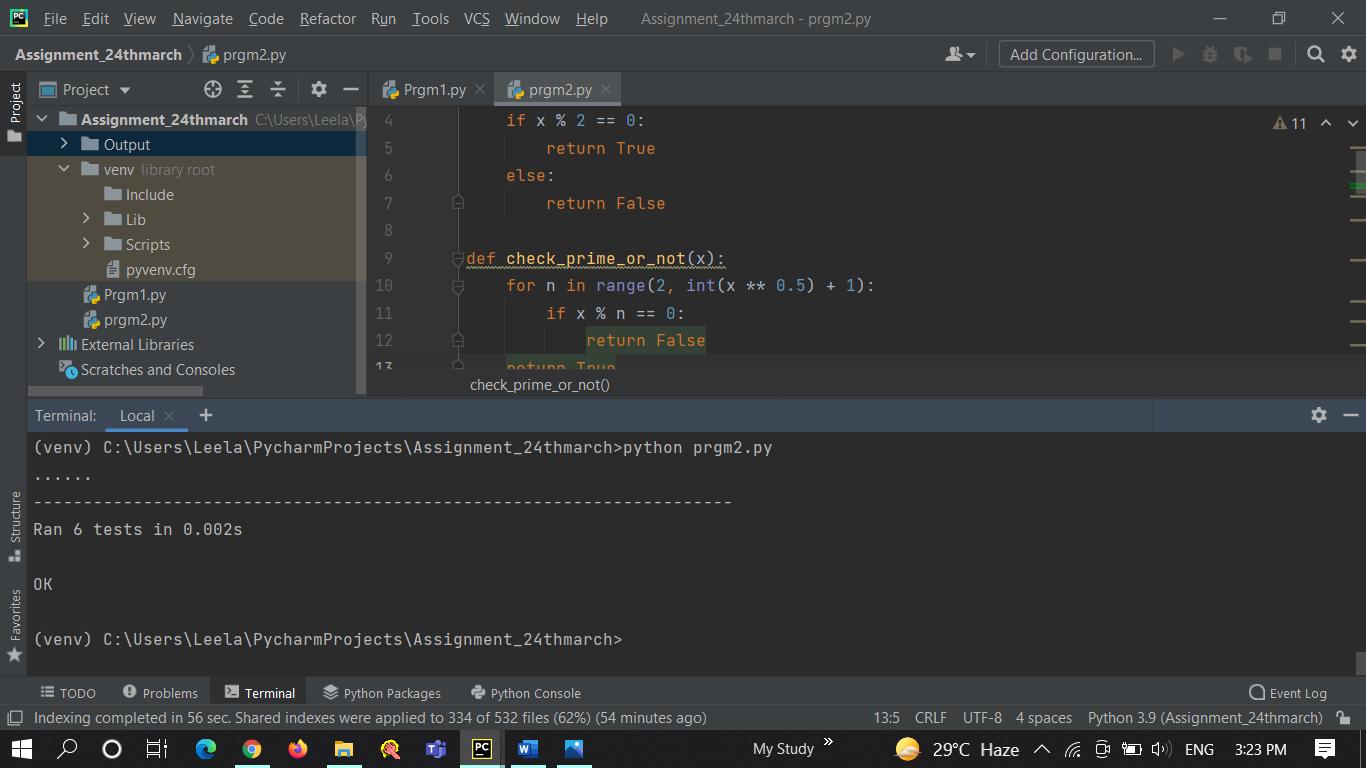 PC File Edit View Navigate Code Refactor Run Tools VCS Window Help Assignment_24thmarch - prgm2.py
Assignment_24thmarch prgm2.py Add Configuration...
Project
Project
Prgm1.py prgm2.py
Assignment_24thmarch C:\Users\Leela\Py
Output
venv library root
Include
Lib
Scripts
pyvenv.cfg
Prgm1.py
prgm2.py
External Libraries
Scratches and Consoles
11
4 if x % 2 == 0:
5 return True
6 else:
7 return False
8
9 def check_prime_or_not(x):
10 for n in range(2, int(x ** 0.5) + 1):
11 if x % n == 0:
12 return False
13 return True
check_prime_or_not()
Terminal: Local
(venv) C:\Users\Leela\PycharmProjects\Assignment_24thmarch>python prgm2.py
......
----------------------------------------------------------------------
Ran 6 tests in 0.002s
OK
(venv) C:\Users\Leela\PycharmProjects\Assignment_24thmarch>
Structure
Favorites
TODO Problems Terminal Python Packages Python Console Event Log
Indexing completed in 56 sec. Shared indexes were applied to 334 of 532 files (62%) (54 minutes ago) 13:5 CRLF UTF-8 4 spaces Python 3.9 (Assignment_24thmarch)
PC W My Study » 29°C Haze ENG 3:23 PM